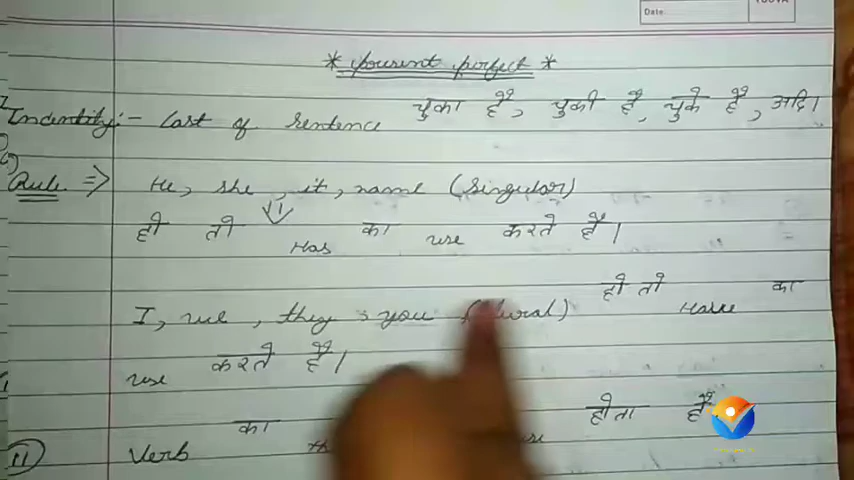 Date
* Present perfect *
Indentity:- Last of sentence चुका है, चुकी है, चुके हैं, आदि।
Rule => He, she, it, name (singular)
हो तो Has का use करते हैं।
I, we, they, you (plural) हो तो Have का
use करते हैं।
(11) Verb का होता है